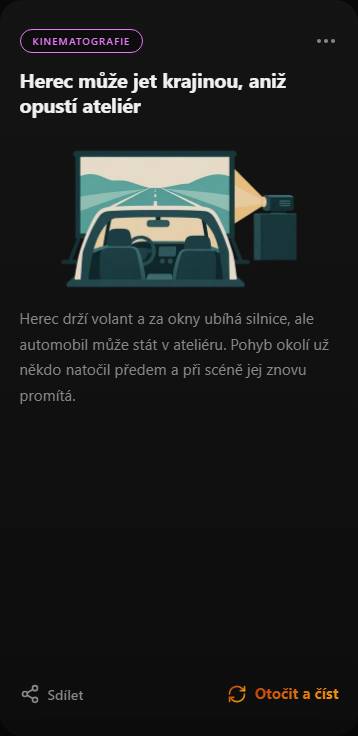 KINEMATOGRAFIE
Herec může jet krajinou, aniž
opustí ateliér
Herec drží volant a za okny ubíhá silnice, ale
automobil může stát v ateliéru. Pohyb okolí už
někdo natočil předem a při scéně jej znovu
promítá.
Sdílet
Otočit a číst